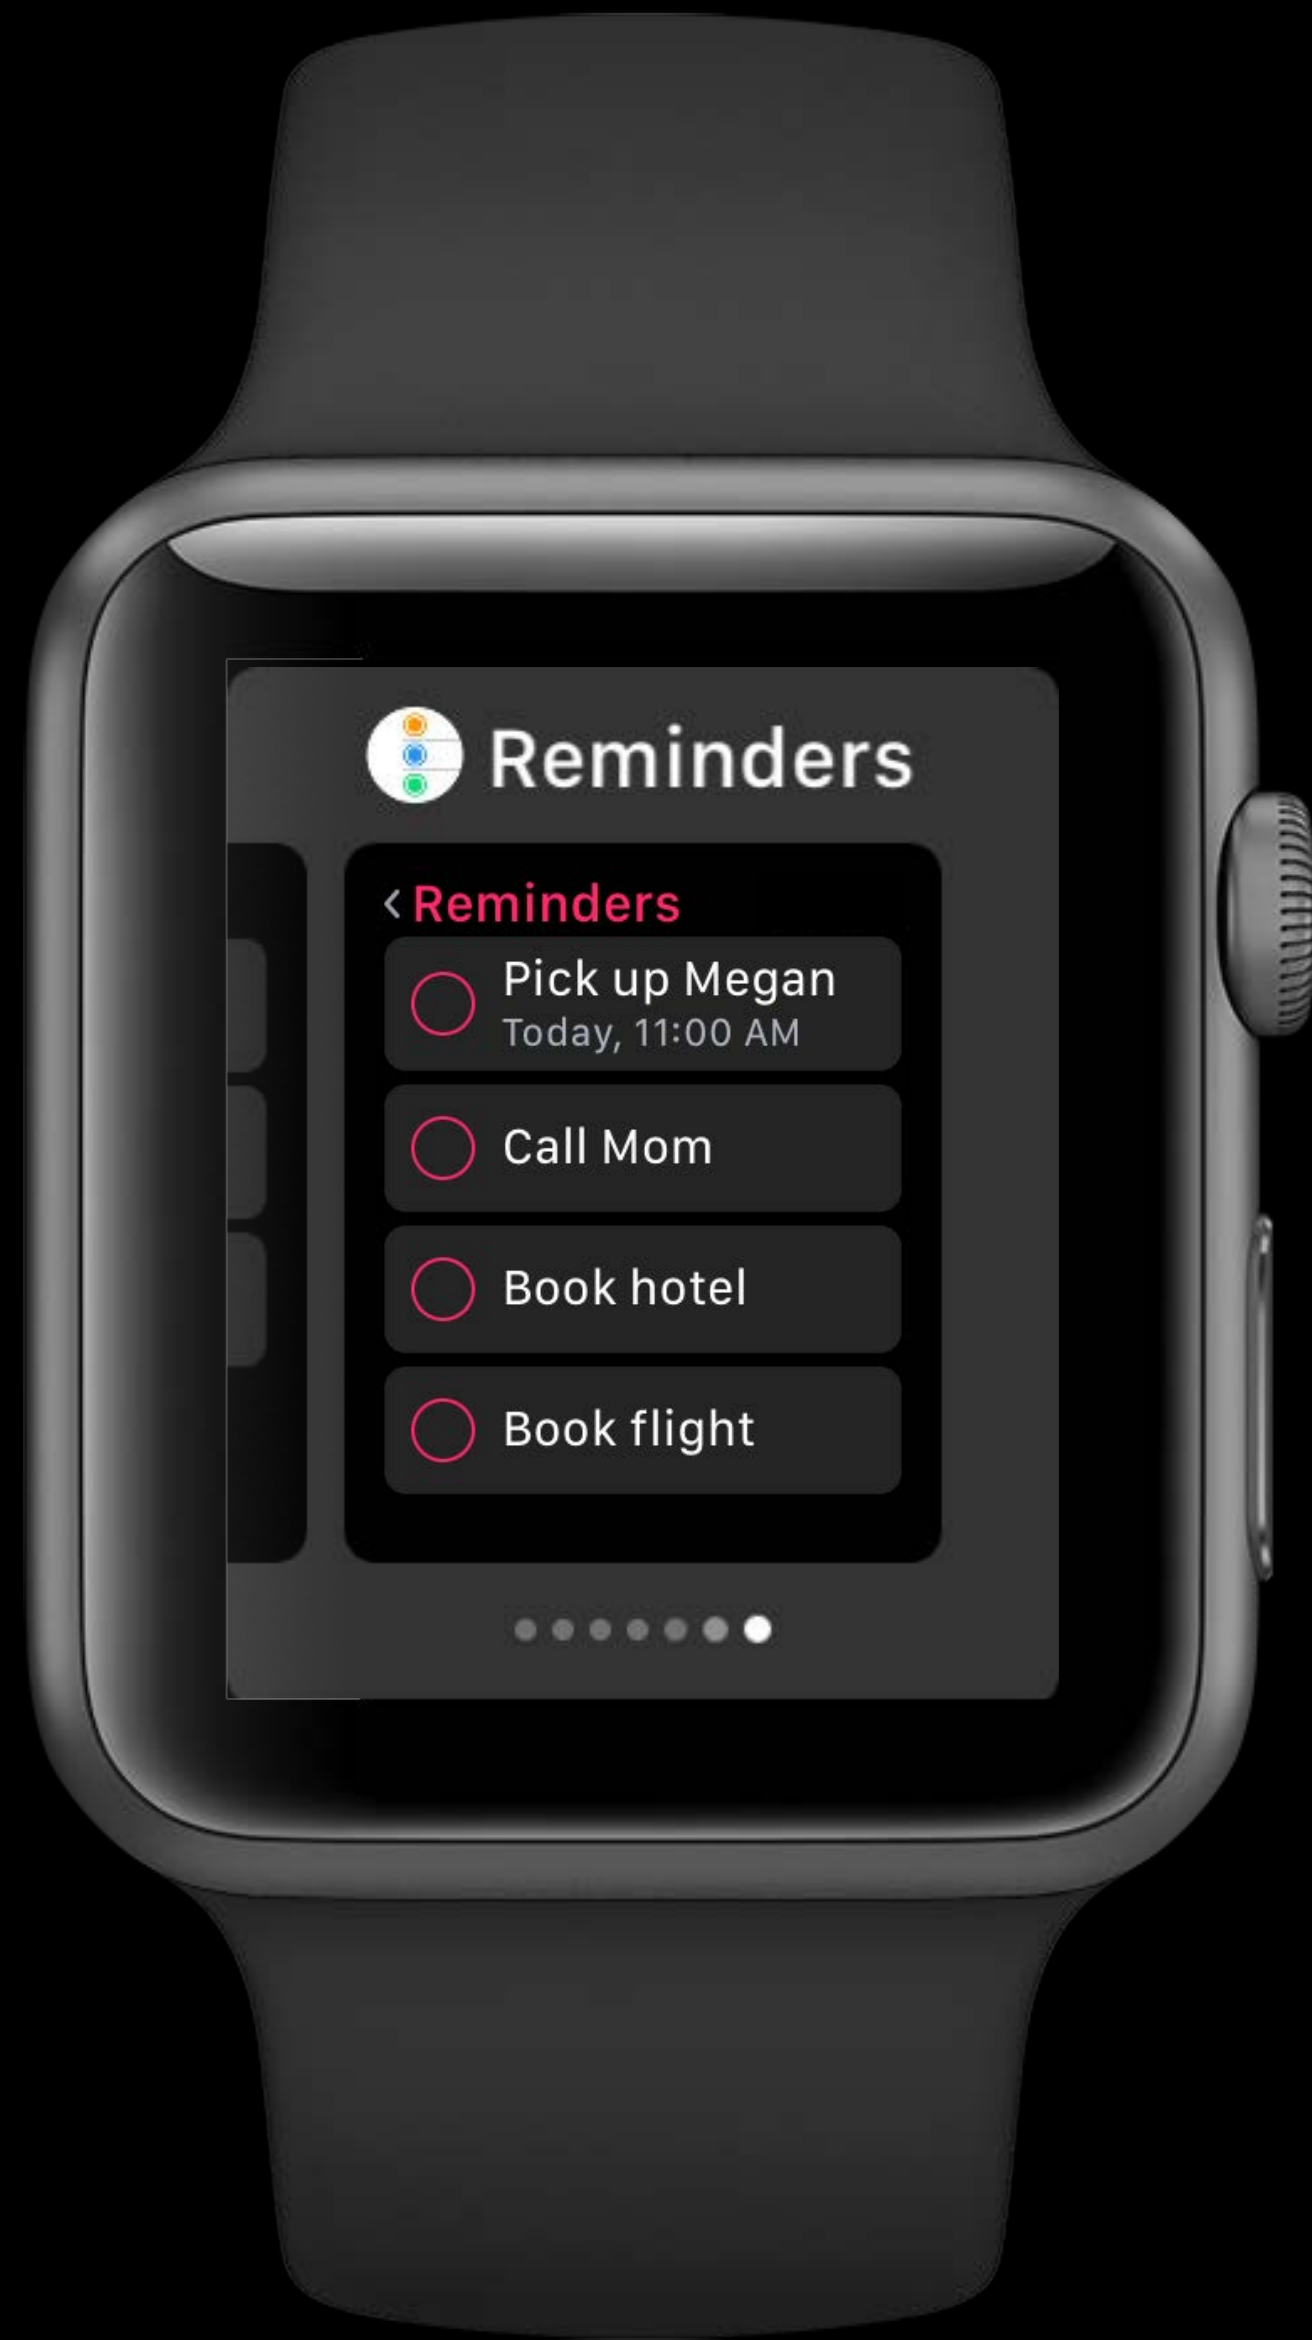 Reminders
Reminders
Pick up Megan
Today, 11:00 AM
Call Mom
Book hotel
Book flight